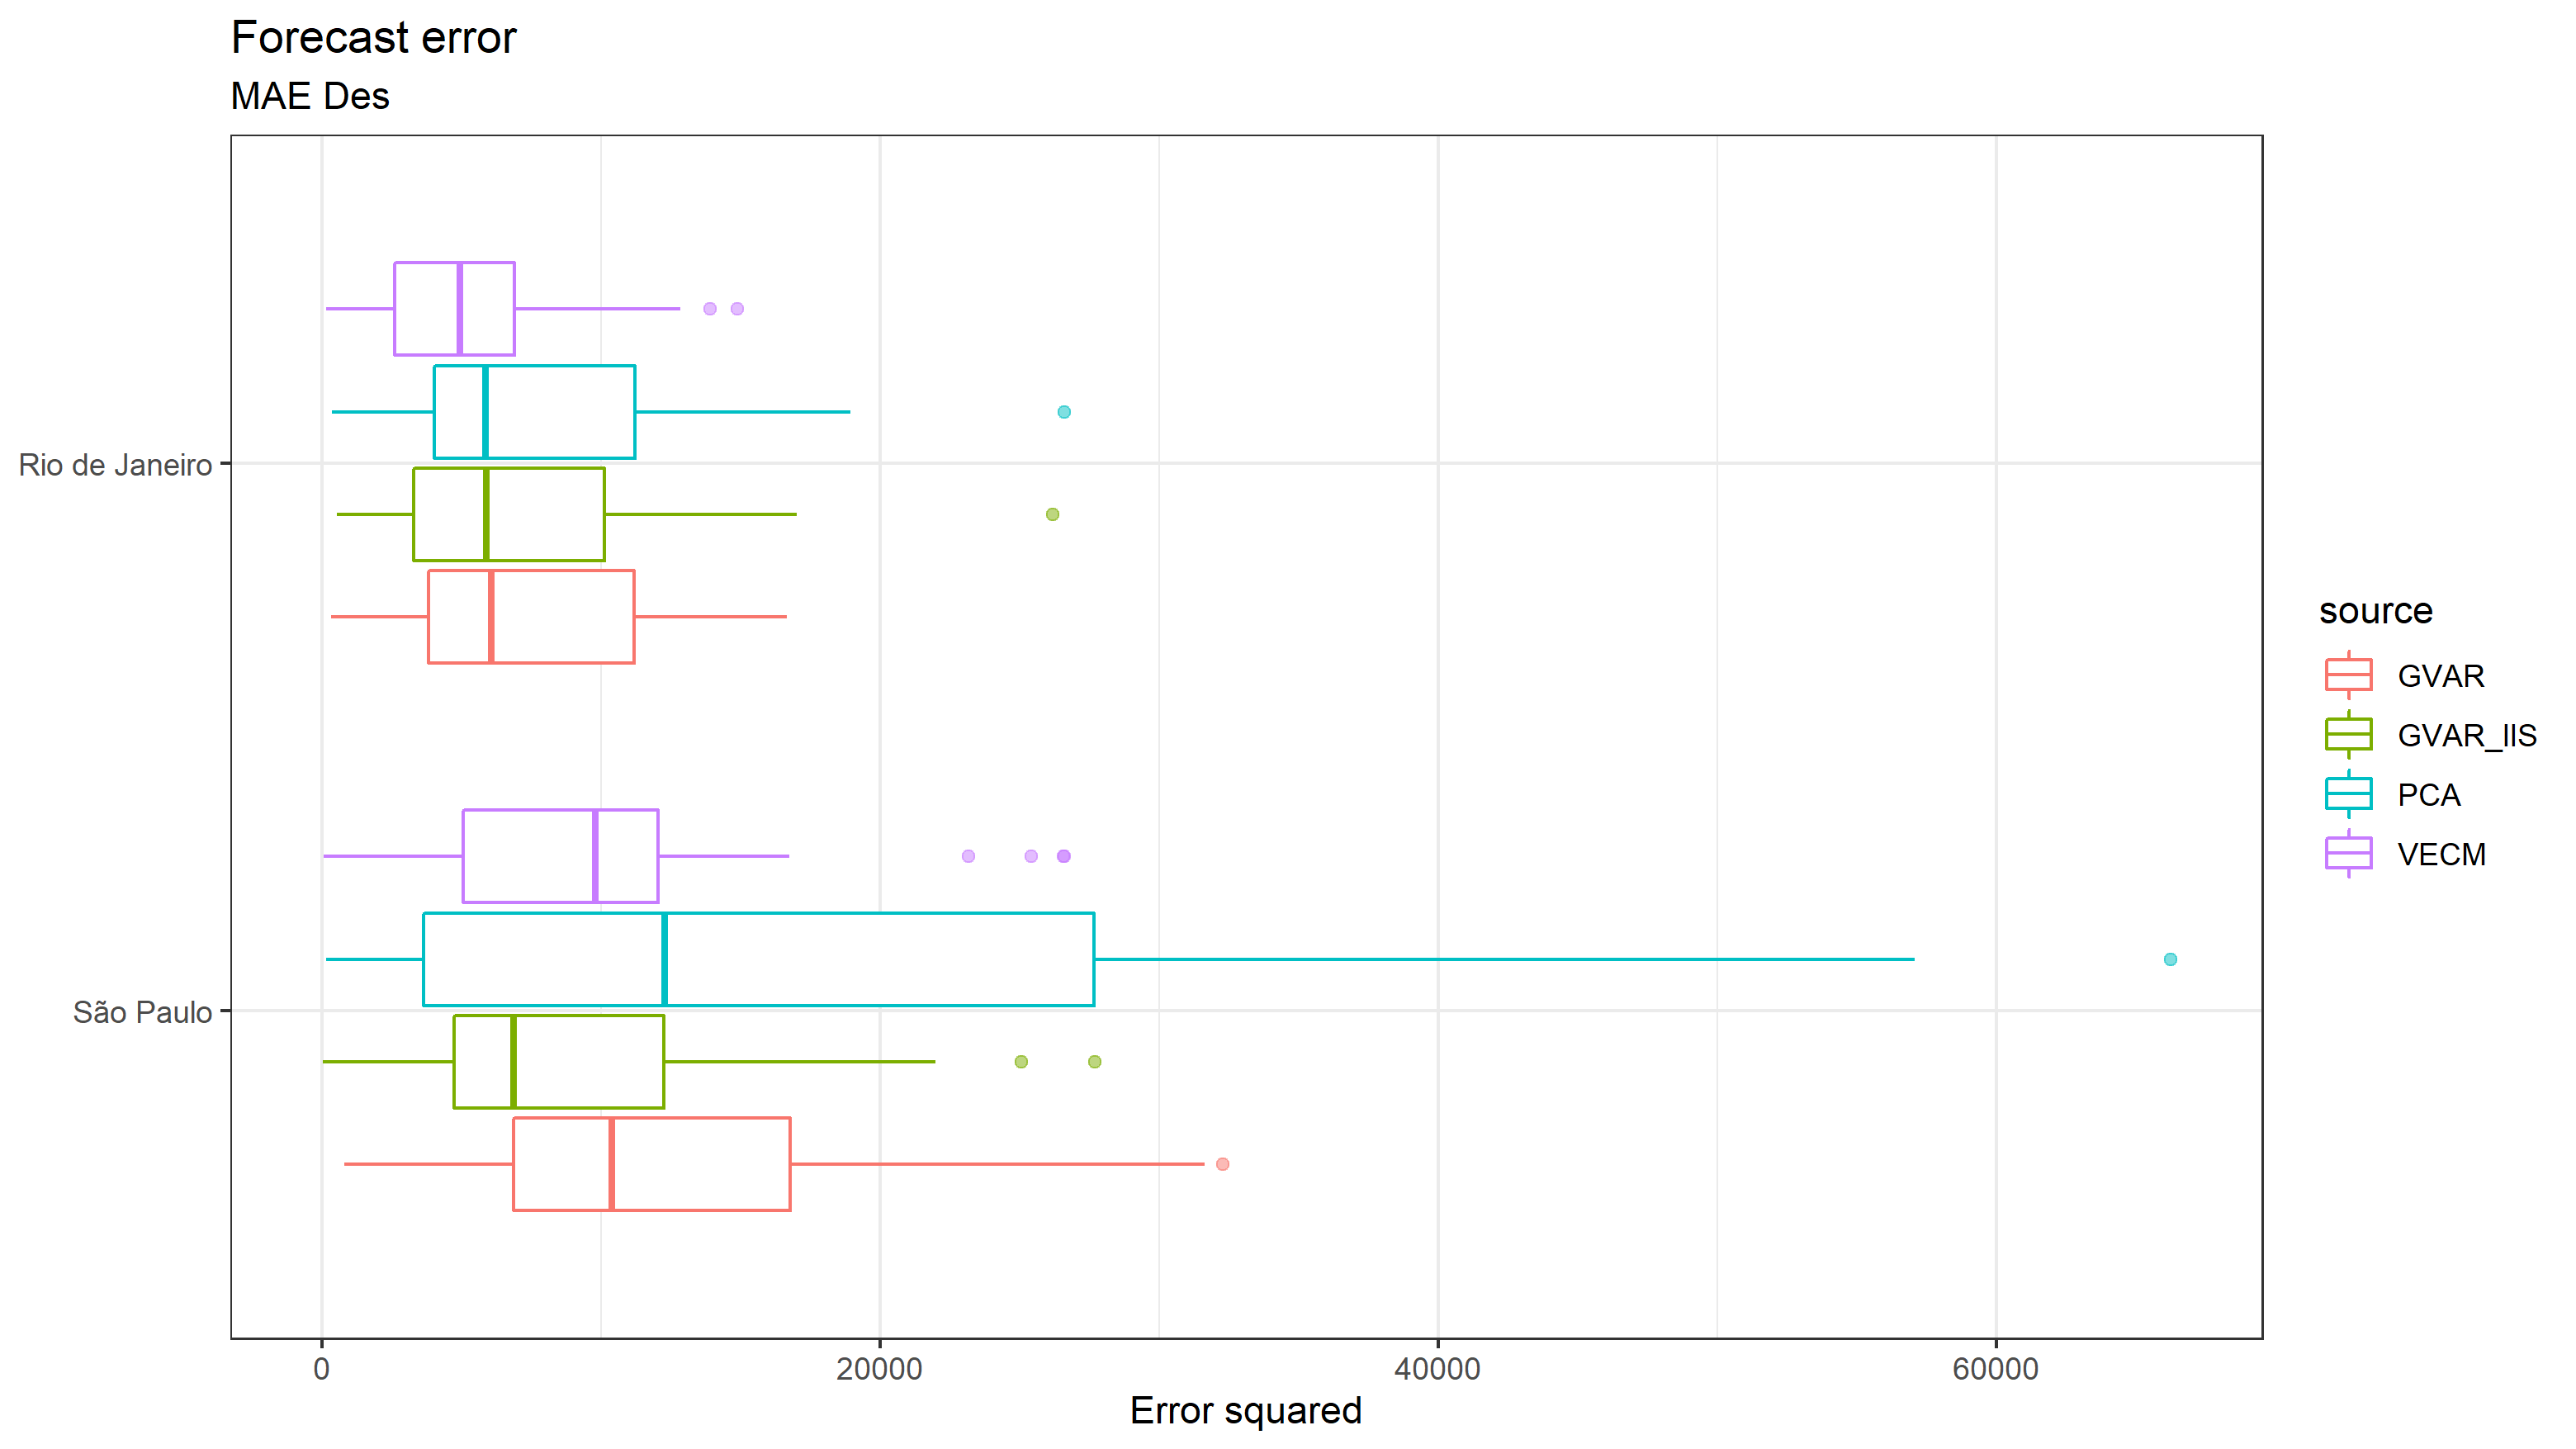 Forecast error
MAE Des
Rio de Janeiro
São Paulo
0
20000
40000
60000
Error squared
source
GVAR
GVAR_IIS
PCA
VECM